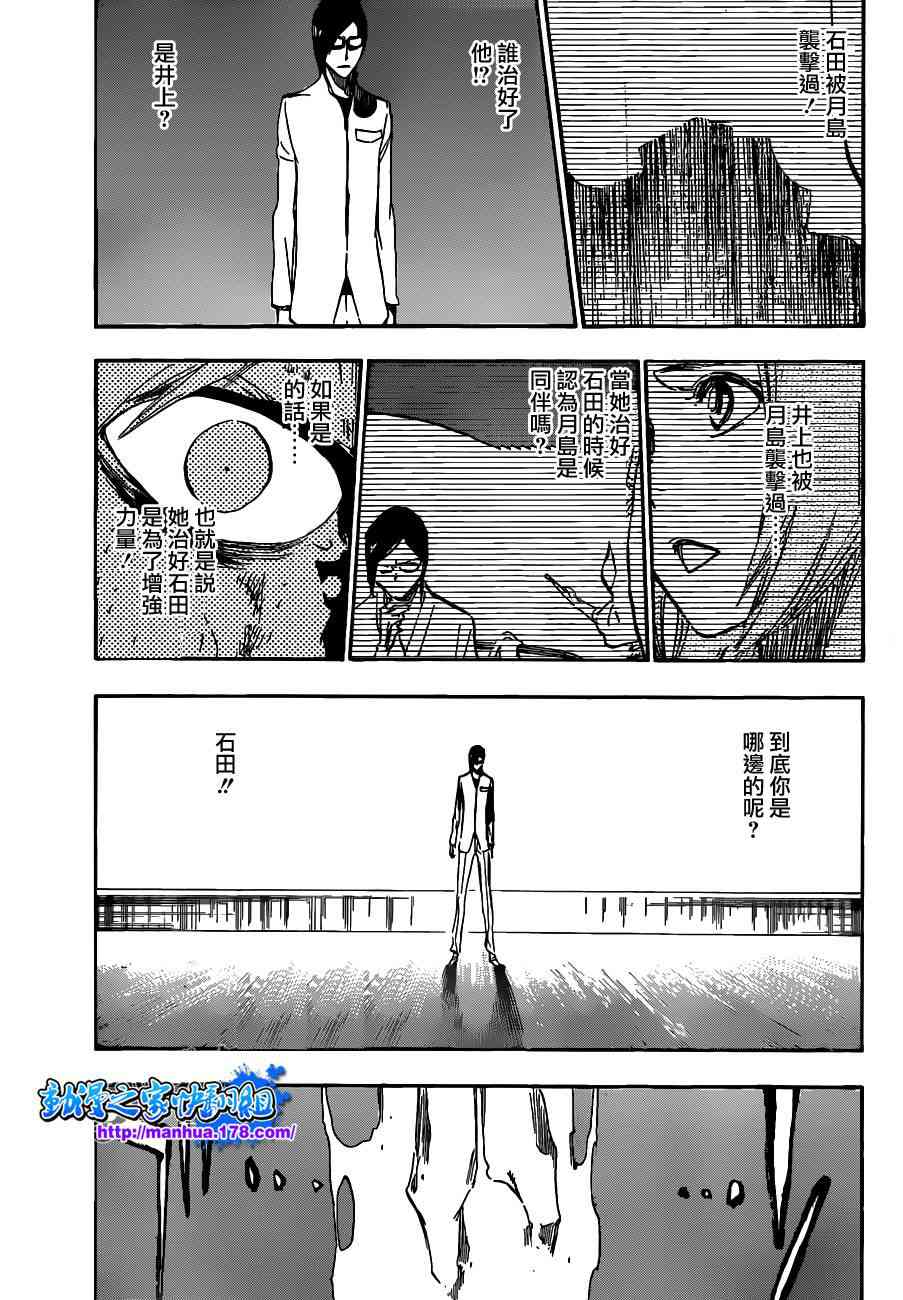 石田被月島
襲擊過!
誰治好了
他!?
是井上?
井上也被
月島襲擊過……
當她治好
石田的時候
認為月島是
同伴嗎?
如果是
的話……
也就是說
她治好石田
是為了增強
力量!
到底你是
哪邊的呢?
石田!!
動漫之家快翻組
http://manhua.178.com/